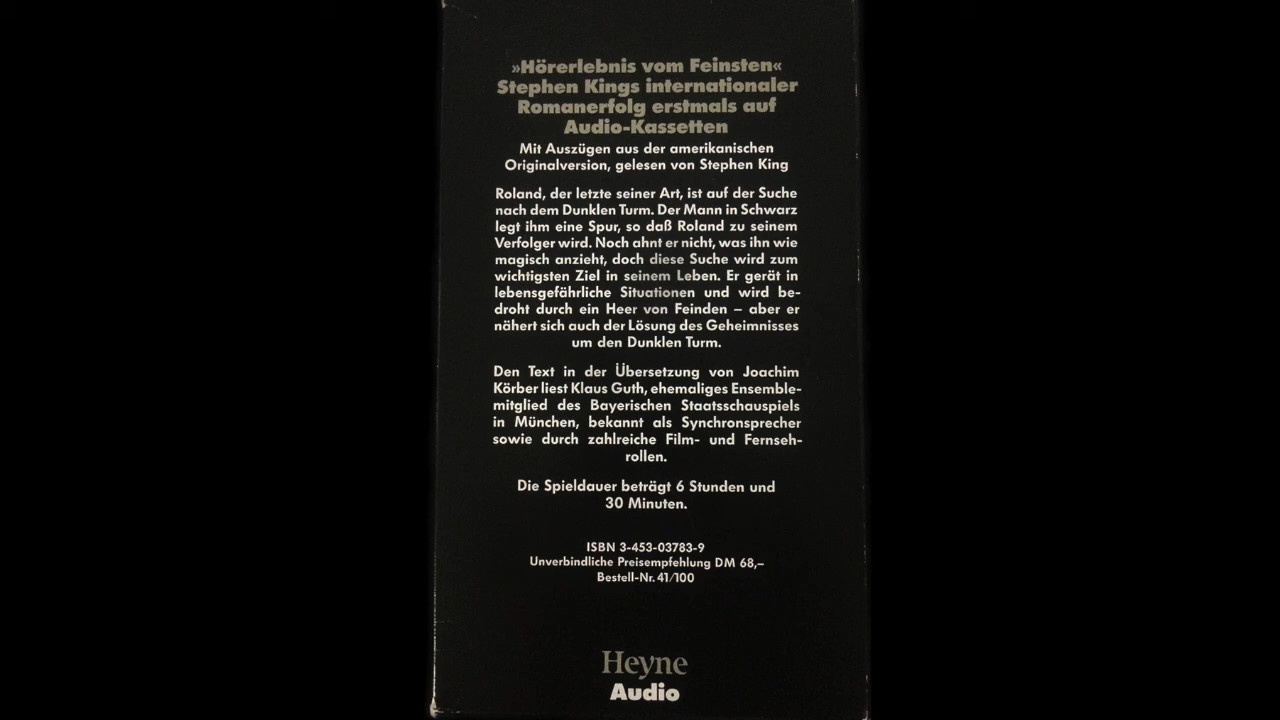 »Hörerlebnis vom Feinsten«
Stephen Kings internationaler
Romanerfolg erstmals auf
Audio-Kassetten
Mit Auszügen aus der amerikanischen
Originalversion, gelesen von Stephen King
Roland, der letzte seiner Art, ist auf der Suche
nach dem Dunklen Turm. Der Mann in Schwarz
legt ihm eine Spur, so daß Roland zu seinem
Verfolger wird. Noch ahnt er nicht, was ihn wie
magisch anzieht, doch diese Suche wird zum
wichtigsten Ziel in seinem Leben. Er gerät in
lebensgefährliche Situationen und wird be-
droht durch ein Heer von Feinden – aber er
nähert sich auch der Lösung des Geheimnisses
um den Dunklen Turm.
Den Text in der Übersetzung von Joachim
Körber liest Klaus Guth, ehemaliges Ensemble-
mitglied des Bayerischen Staatsschauspiels
in München, bekannt als Synchronsprecher
sowie durch zahlreiche Film- und Fernseh-
rollen.
Die Spieldauer beträgt 6 Stunden und
30 Minuten.
ISBN 3-453-03783-9
Unverbindliche Preisempfehlung DM 68,–
Bestell-Nr. 41/100
Heyne
Audio